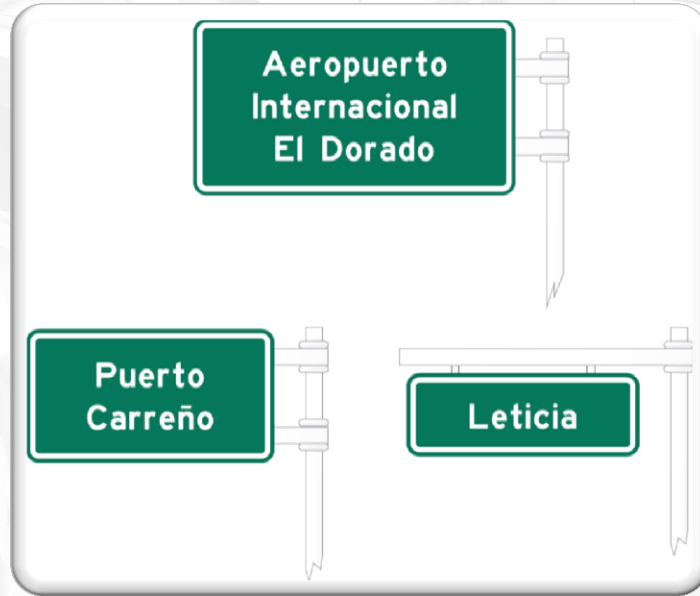 Aeropuerto
Internacional
El Dorado
Puerto
Carreño
Leticia